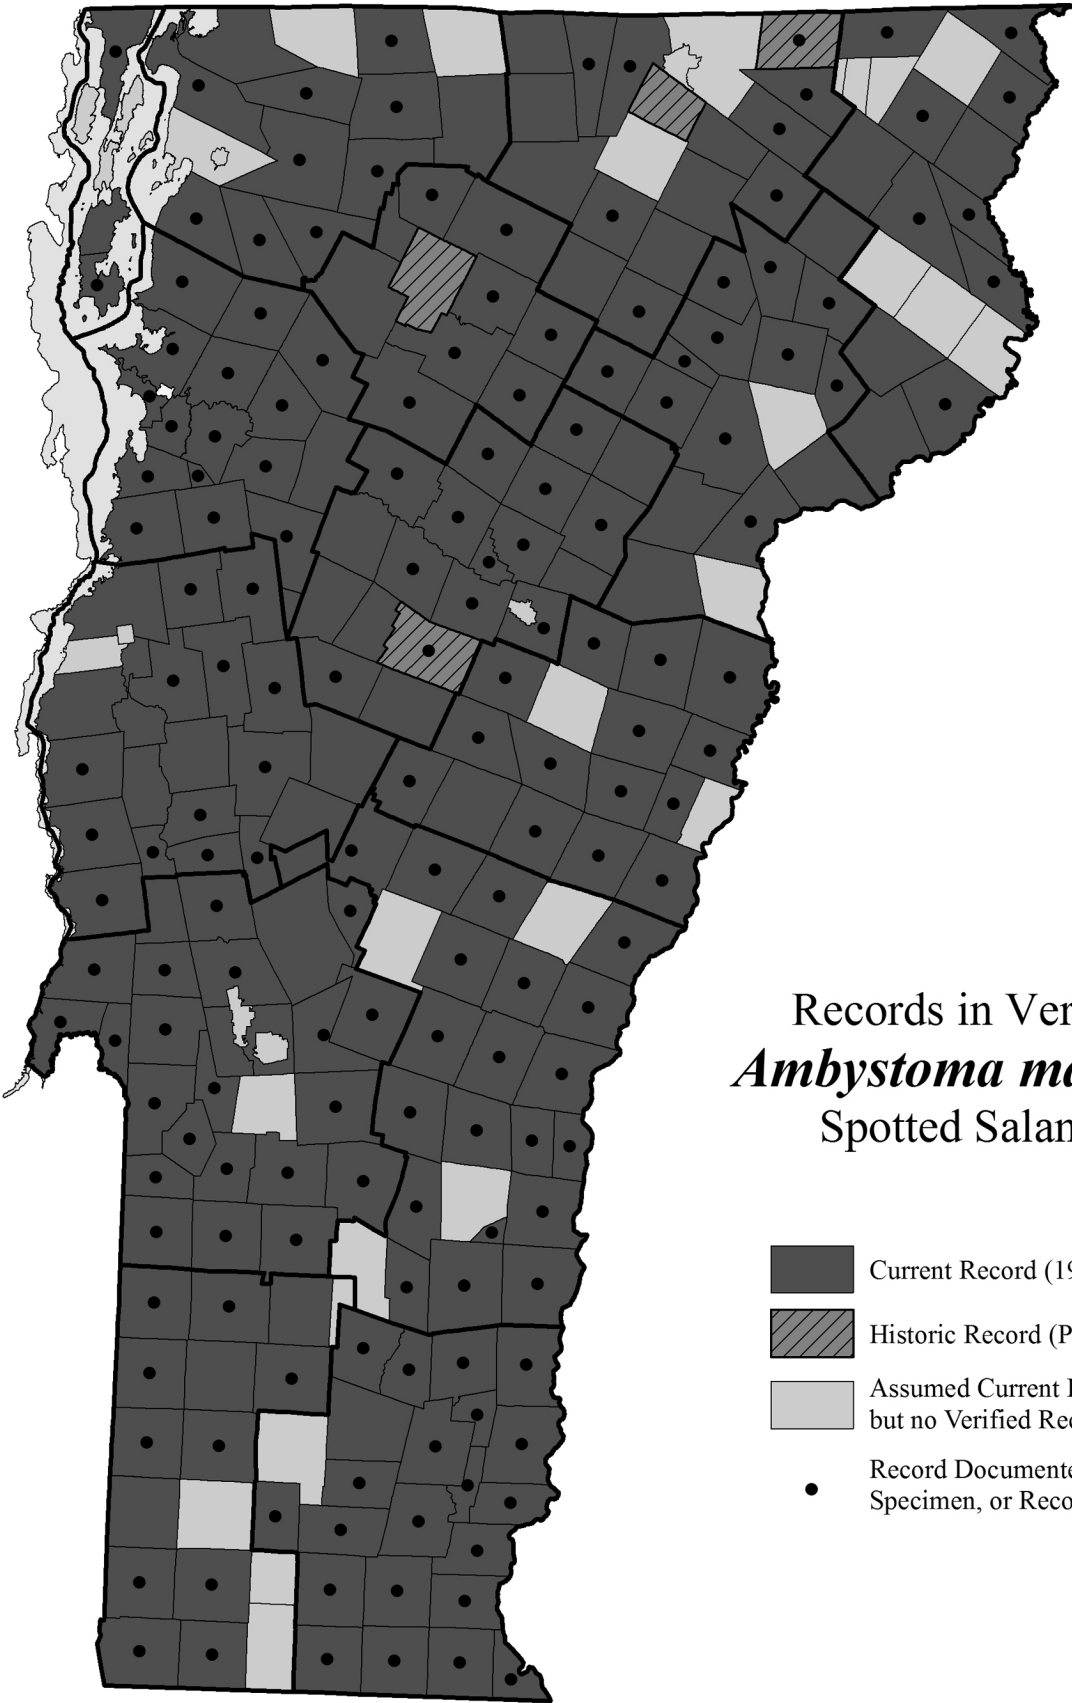 Records in Ver
Ambystoma ma
Spotted Salan
Current Record (19
Historic Record (P
Assumed Current
but no Verified Re
Record Documente
Specimen, or Reco